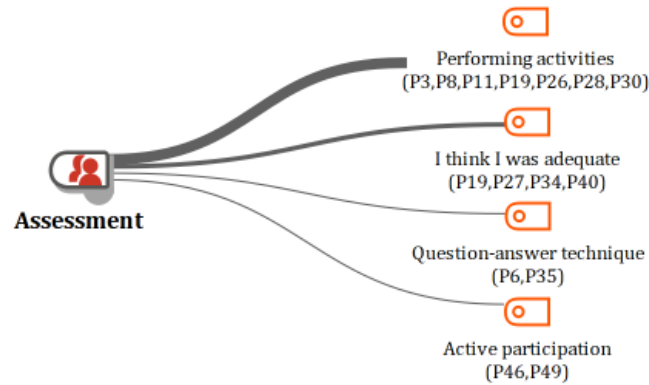 Performing activities
(P3,P8,P11,P19,P26,P28,P30)
I think I was adequate
(P19,P27,P34,P40)
Assessment
Question-answer technique
(P6,P35)
Active participation
(P46,P49)